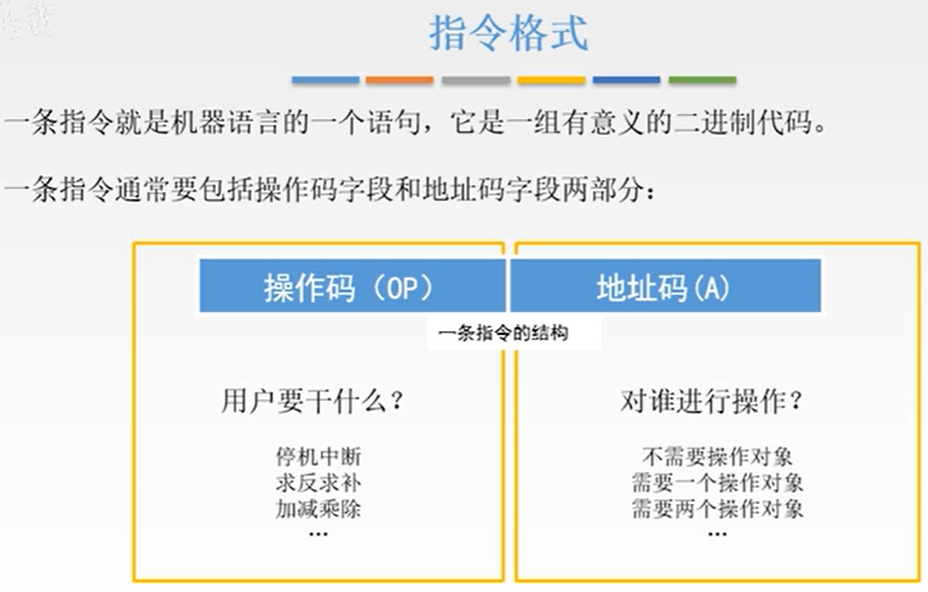 指令格式
一条指令就是机器语言的一个语句，它是一组有意义的二进制代码。
一条指令通常要包括操作码字段和地址码字段两部分：
操作码（OP） 地址码(A)
一条指令的结构
用户要干什么？
停机中断
求反求补
加减乘除
…
对谁进行操作？
不需要操作对象
需要一个操作对象
需要两个操作对象
…